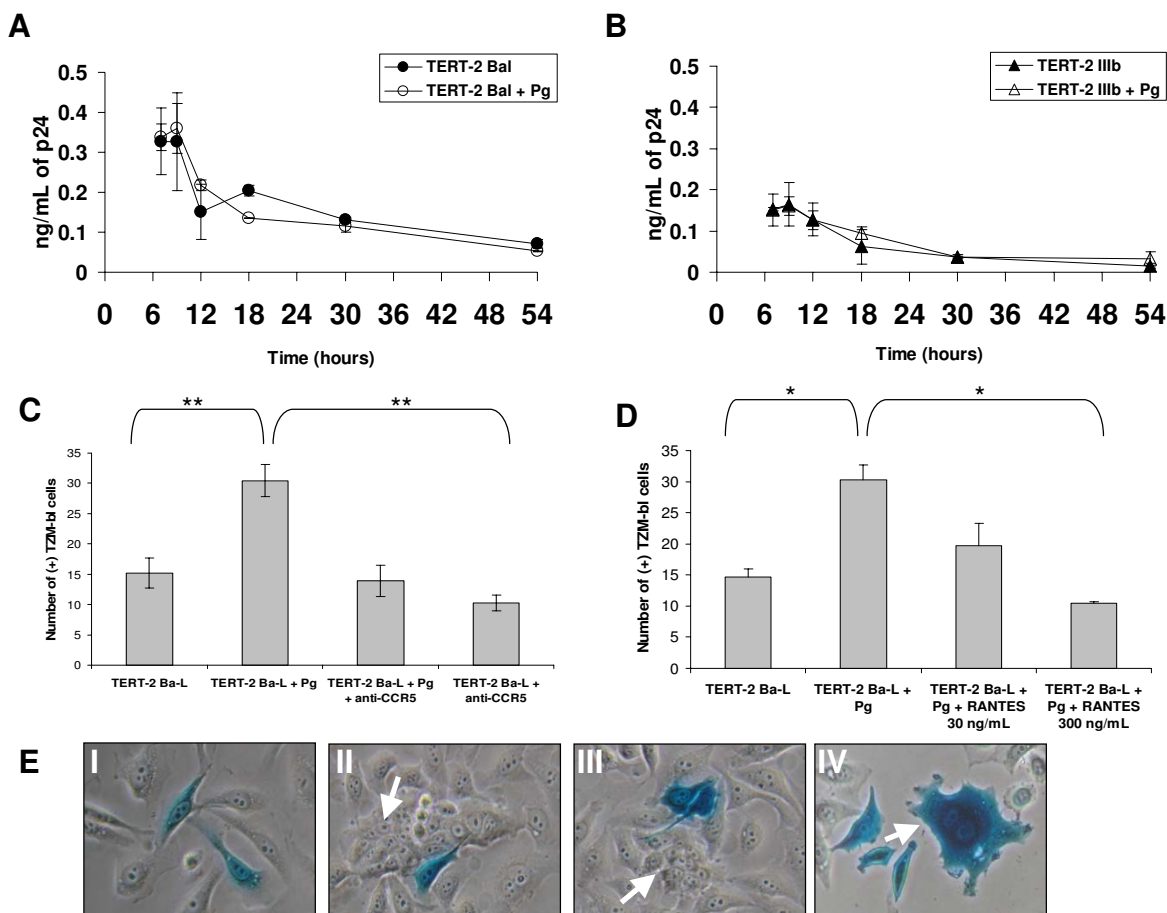 A
TERT-2 Bal
TERT-2 Bal + Pg
0.5
0.4
0.3
0.2
0.1
0
ng/mL of p24
0 6 12 18 24 30 36 42 48 54
Time (hours)
B
TERT-2 IIIb
TERT-2 IIIb + Pg
0.5
0.4
0.3
0.2
0.1
0
ng/mL of p24
0 6 12 18 24 30 36 42 48 54
Time (hours)
C
** **
35
30
25
20
15
10
5
0
Number of (+) TZM-bl cells
TERT-2 Ba-L
TERT-2 Ba-L + Pg
TERT-2 Ba-L + Pg
+ anti-CCR5
TERT-2 Ba-L +
anti-CCR5
D
* *
35
30
25
20
15
10
5
0
Number of (+) TZM-bl cells
TERT-2 Ba-L
TERT-2 Ba-L +
Pg
TERT-2 Ba-L +
Pg + RANTES
30 ng/mL
TERT-2 Ba-L +
Pg + RANTES
300 ng/mL
E
I
II
III
IV